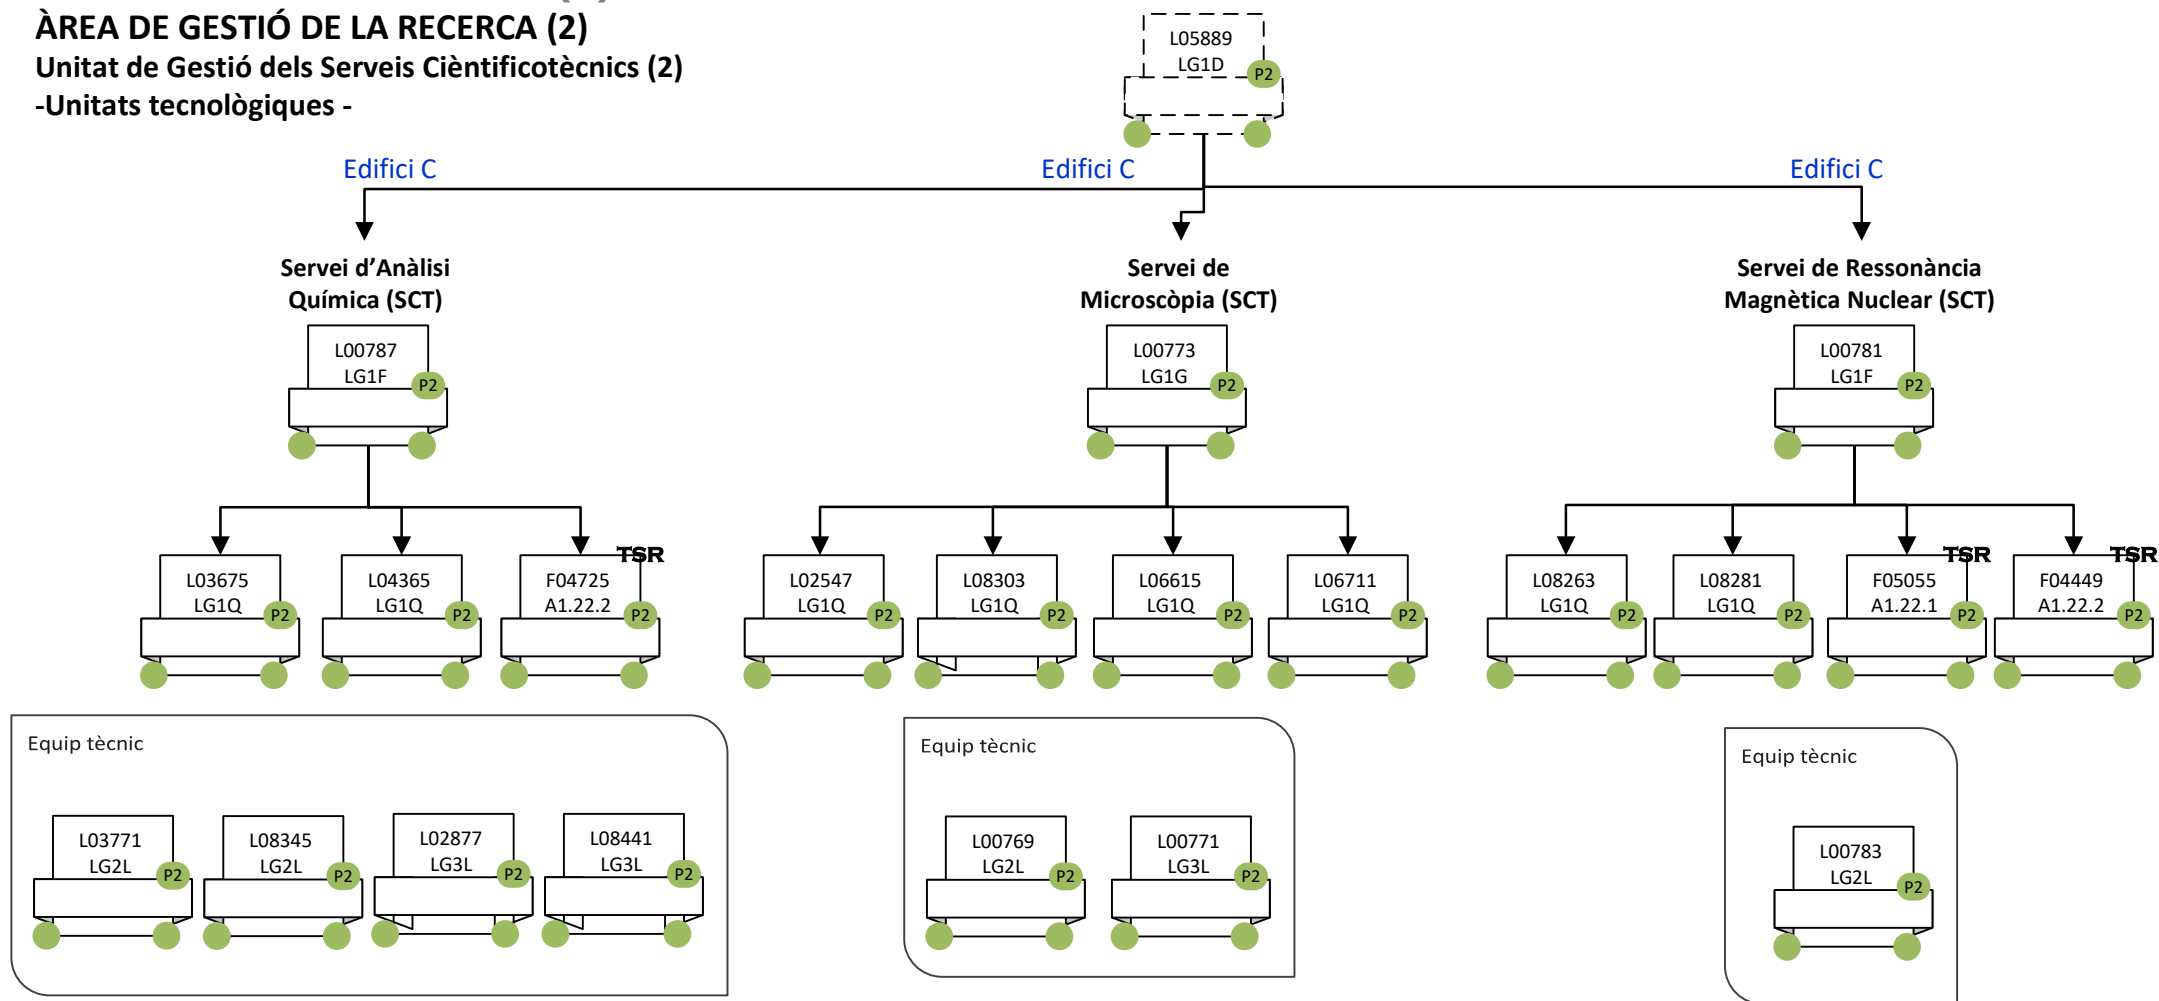 ÀREA DE GESTIÓ DE LA RECERCA (2)
Unitat de Gestió dels Serveis Cièntificotècnics (2)
-Unitats tecnològiques -
L05889
LG1D
P2
Edifici C
Edifici C
Edifici C
Servei d’Anàlisi
Química (SCT)
L00787
LG1F
P2
Servei de
Microscòpia (SCT)
L00773
LG1G
P2
Servei de Ressonància
Magnètica Nuclear (SCT)
L00781
LG1F
P2
L03675
LG1Q
P2
L04365
LG1Q
P2
TSR
F04725
A1.22.2
P2
L02547
LG1Q
P2
L08303
LG1Q
P2
L06615
LG1Q
P2
L06711
LG1Q
P2
L08263
LG1Q
P2
L08281
LG1Q
P2
TSR
F05055
A1.22.1
P2
TSR
F04449
A1.22.2
P2
Equip tècnic
L03771
LG2L
P2
L08345
LG2L
P2
L02877
LG3L
P2
L08441
LG3L
P2
Equip tècnic
L00769
LG2L
P2
L00771
LG3L
P2
Equip tècnic
L00783
LG2L
P2